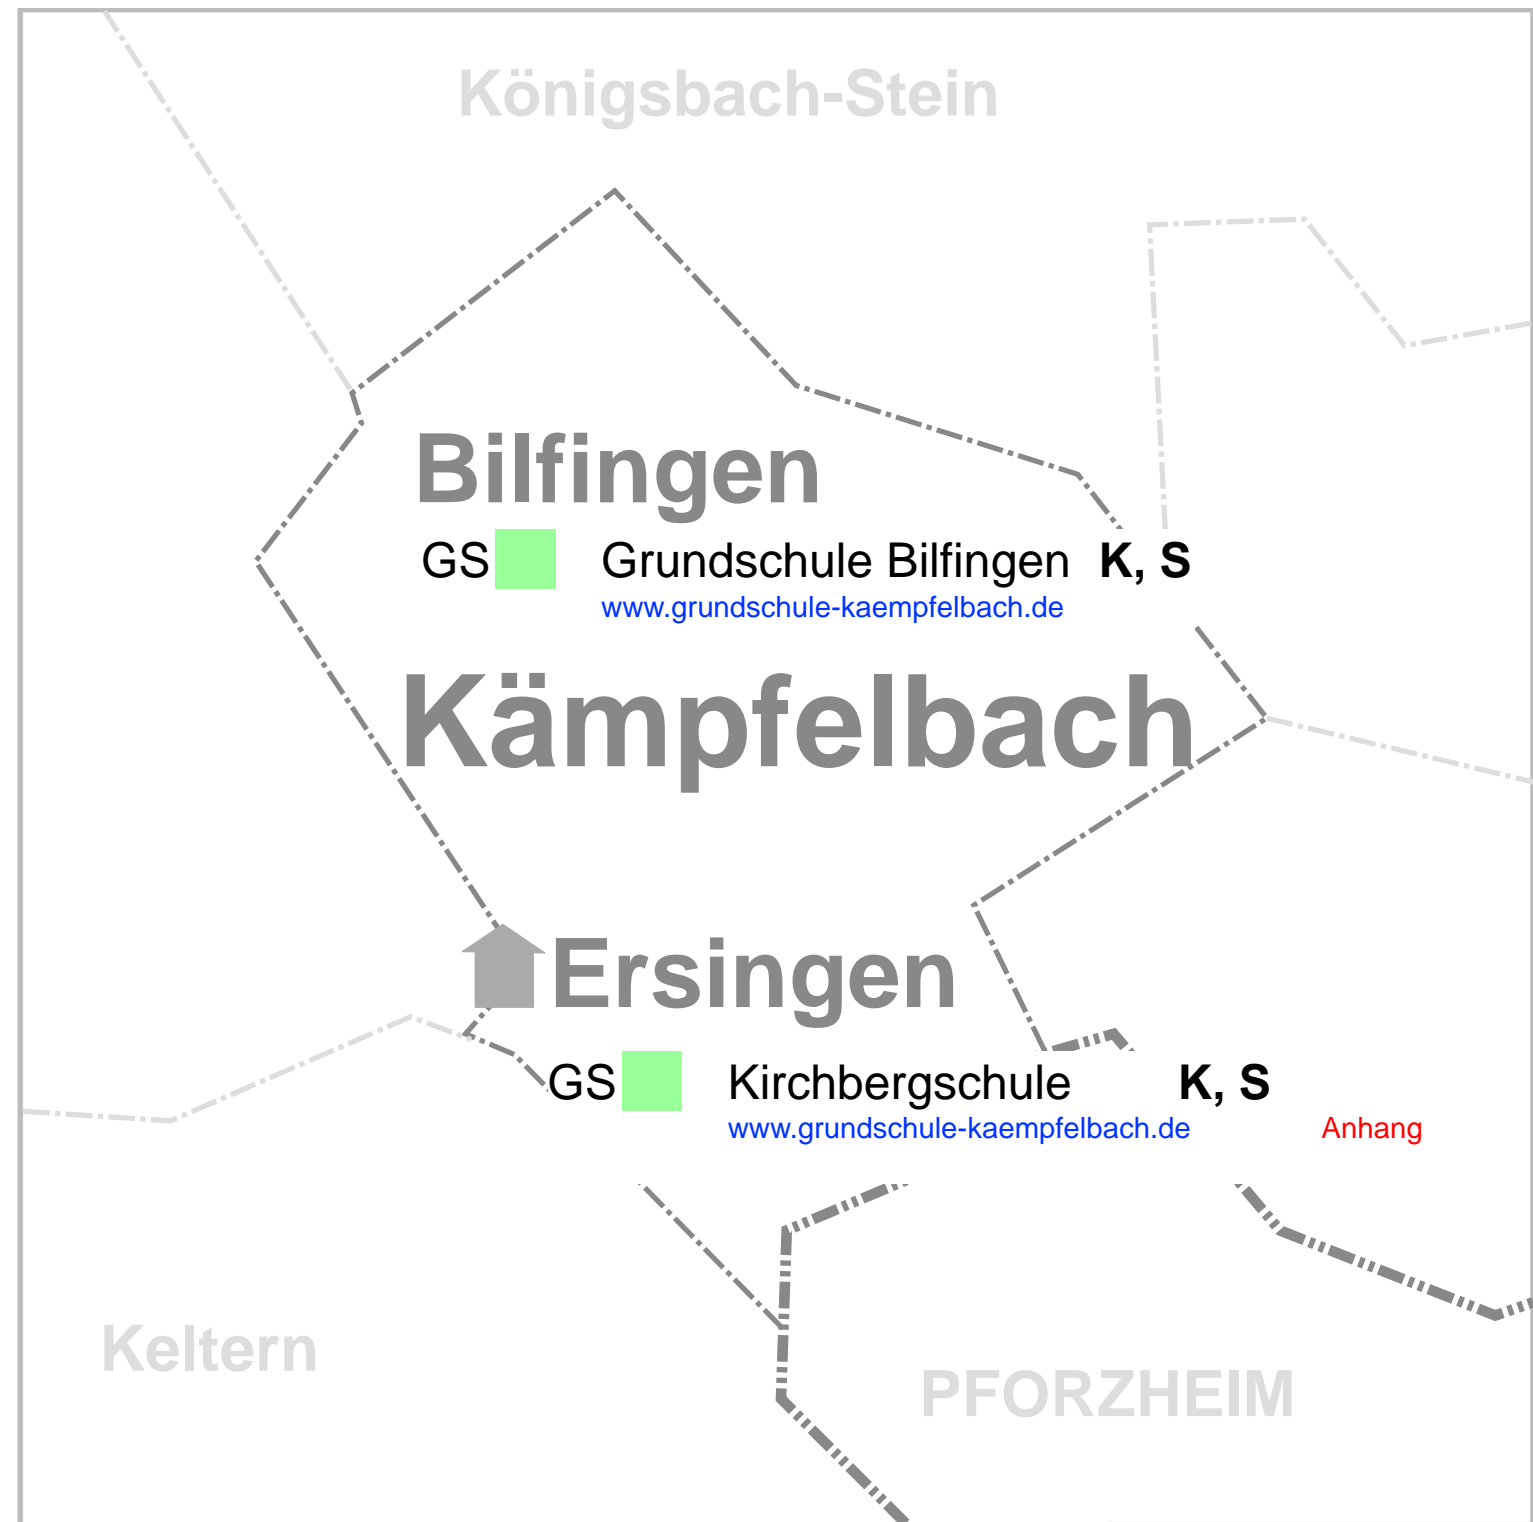 Königsbach-Stein
Bilfingen
GS Grundschule Bilfingen K, S
www.grundschule-kaempfelbach.de
Kämpfelbach
Ersingen
GS Kirchbergschule K, S
www.grundschule-kaempfelbach.de Anhang
Keltern
PFORZHEIM